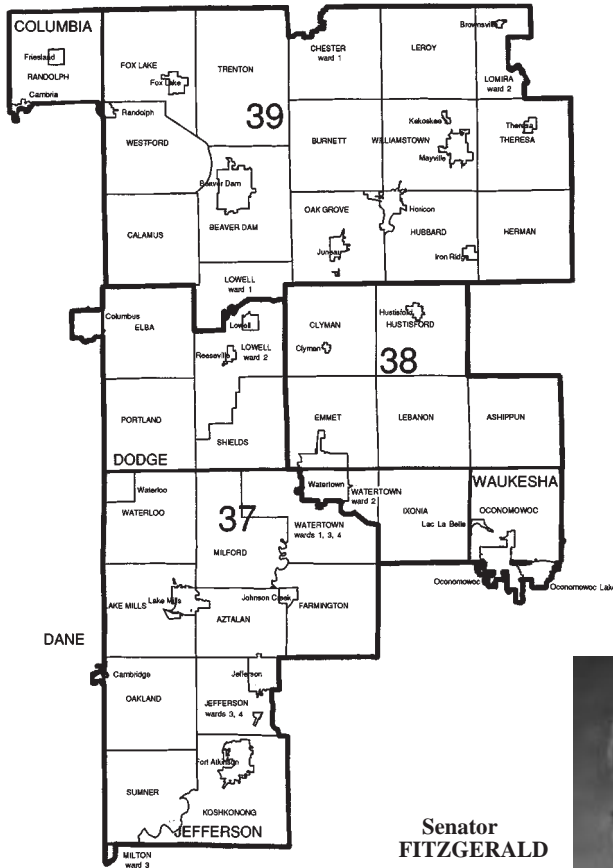 COLUMBIA
Friesland
RANDOLPH
Cambria
FOX LAKE
Fox Lake
TRENTON
CHESTER
ward 1
LEROY
Brownsville
LOMIRA
ward 2
39
Randolph
WESTFORD
BURNETT
Kekoskee
WILLIAMSTOWN
Mayville
Theresa
THERESA
Beaver Dam
BEAVER DAM
CALAMUS
OAK GROVE
Juneau
Horicon
HUBBARD
Iron Ridge
HERMAN
LOWELL
ward 1
Columbus
ELBA
Lowell
LOWELL
ward 2
Reeseville
CLYMAN
Clyman
Hustisford
HUSTISFORD
38
PORTLAND
SHIELDS
EMMET
LEBANON
ASHIPPUN
DODGE
Waterloo
WATERLOO
37
MILFORD
Watertown
WATERTOWN
ward 2
WATERTOWN
wards 1, 3, 4
IXONIA
WAUKESHA
OCONOMOWOC
Lac La Belle
Oconomowoc
Oconomowoc Lake
LAKE MILLS
Lake Mills
AZTALAN
Johnson Creek
FARMINGTON
DANE
Cambridge
OAKLAND
Jefferson
JEFFERSON
wards 3, 4
Fort Atkinson
SUMNER
KOSHKONONG
JEFFERSON
MILTON
ward 3
Senator
FITZGERALD